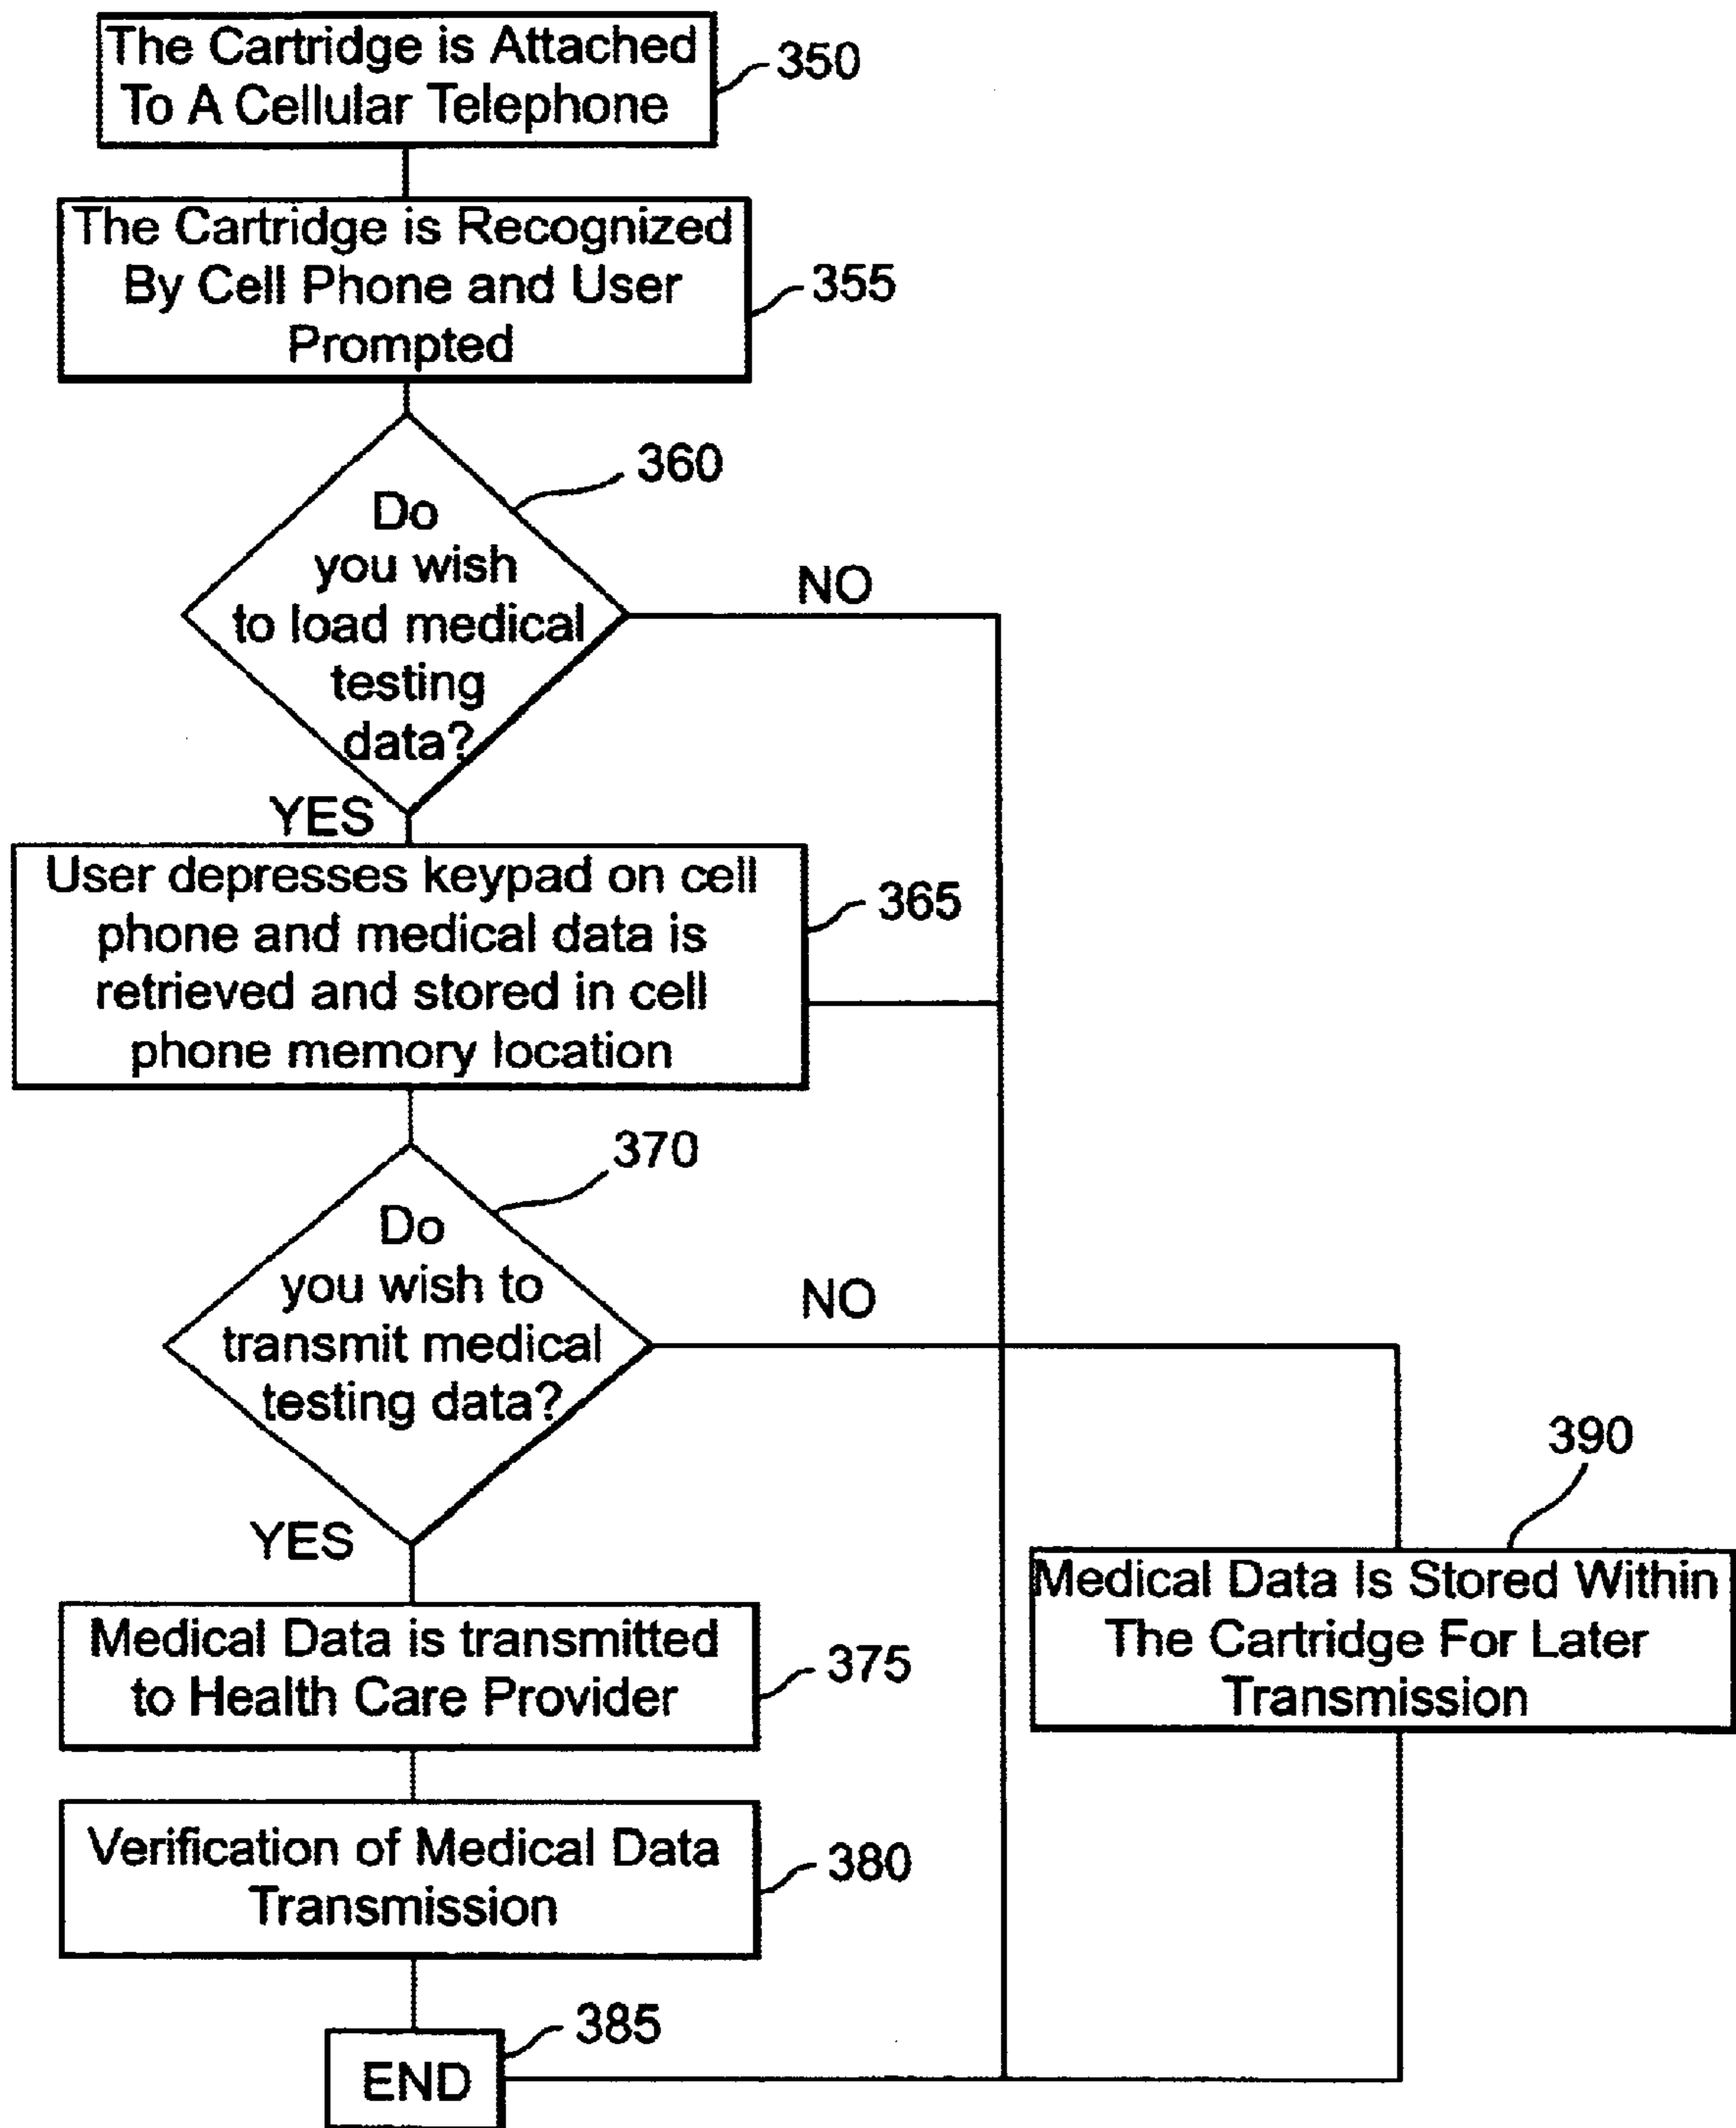 The Cartridge is Attached
To A Cellular Telephone
350
The Cartridge is Recognized
By Cell Phone and User
Prompted
355
360
Do
you wish
to load medical
testing
data?
NO
YES
User depresses keypad on cell
phone and medical data is
retrieved and stored in cell
phone memory location
365
370
Do
you wish to
transmit medical
testing data?
NO
YES
390
Medical Data Is Stored Within
The Cartridge For Later
Transmission
Medical Data is transmitted
to Health Care Provider
375
Verification of Medical Data
Transmission
380
385
END